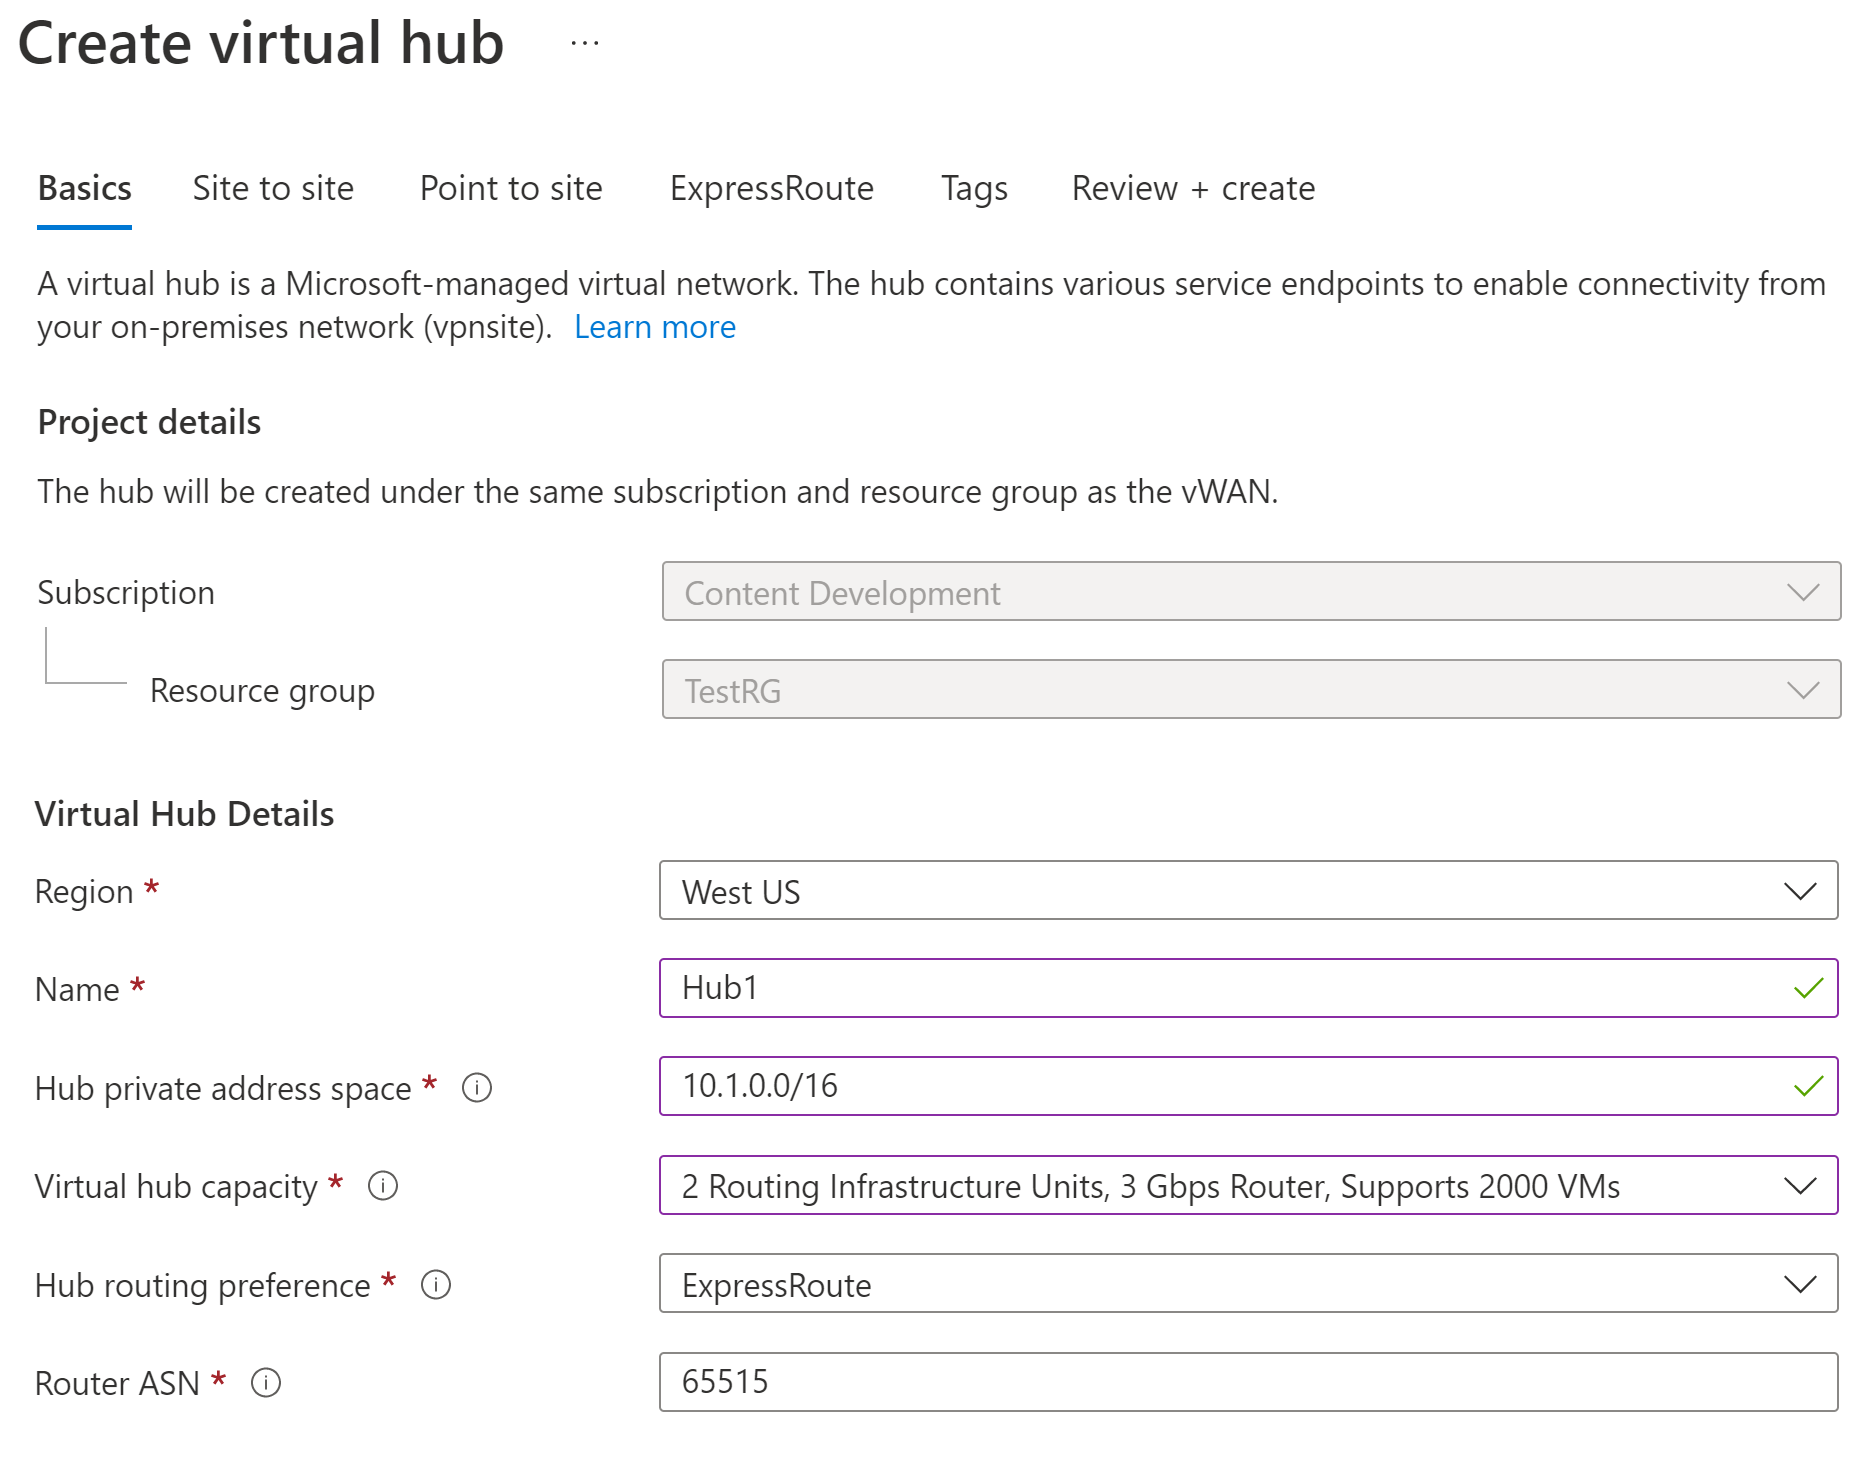 Create virtual hub ...
Basics Site to site Point to site ExpressRoute Tags Review + create
A virtual hub is a Microsoft-managed virtual network. The hub contains various service endpoints to enable connectivity from
your on-premises network (vpnsite). Learn more
Project details
The hub will be created under the same subscription and resource group as the vWAN.
Subscription Content Development
Resource group TestRG
Virtual Hub Details
Region * West US
Name * Hub1
Hub private address space * 10.1.0.0/16
Virtual hub capacity * 2 Routing Infrastructure Units, 3 Gbps Router, Supports 2000 VMs
Hub routing preference * ExpressRoute
Router ASN * 65515